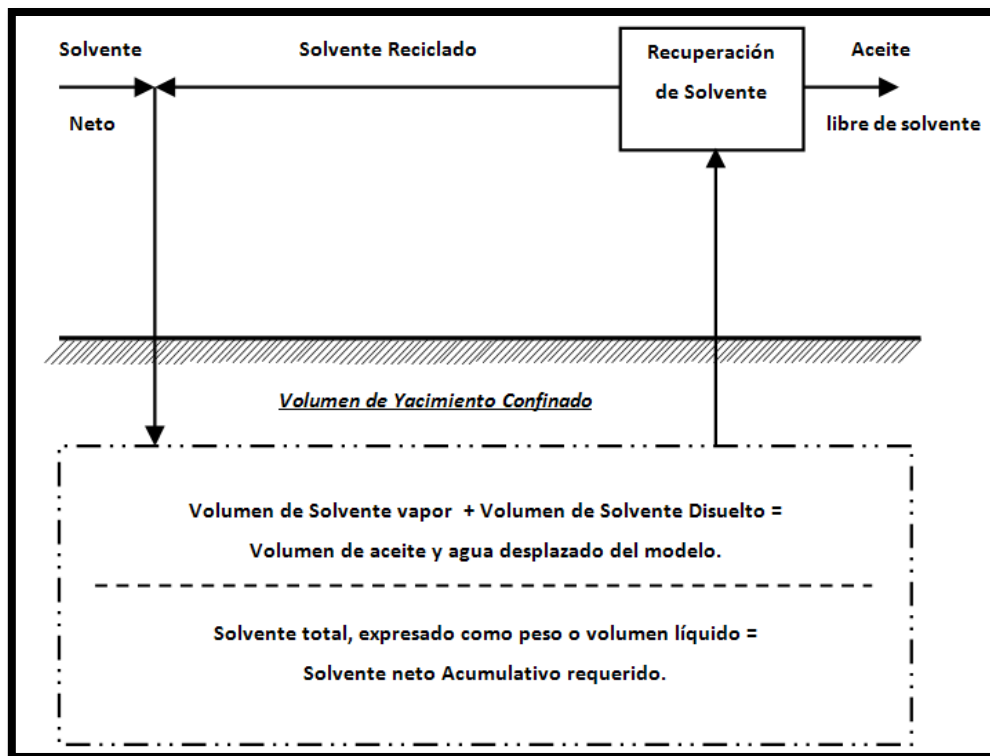 Solvente
Neto
Solvente Reciclado
Recuperación
de Solvente
Aceite
libre de solvente
Volumen de Yacimiento Confinado
Volumen de Solvente vapor + Volumen de Solvente Disuelto =
Volumen de aceite y agua desplazado del modelo.
Solvente total, expresado como peso o volumen líquido =
Solvente neto Acumulativo requerido.